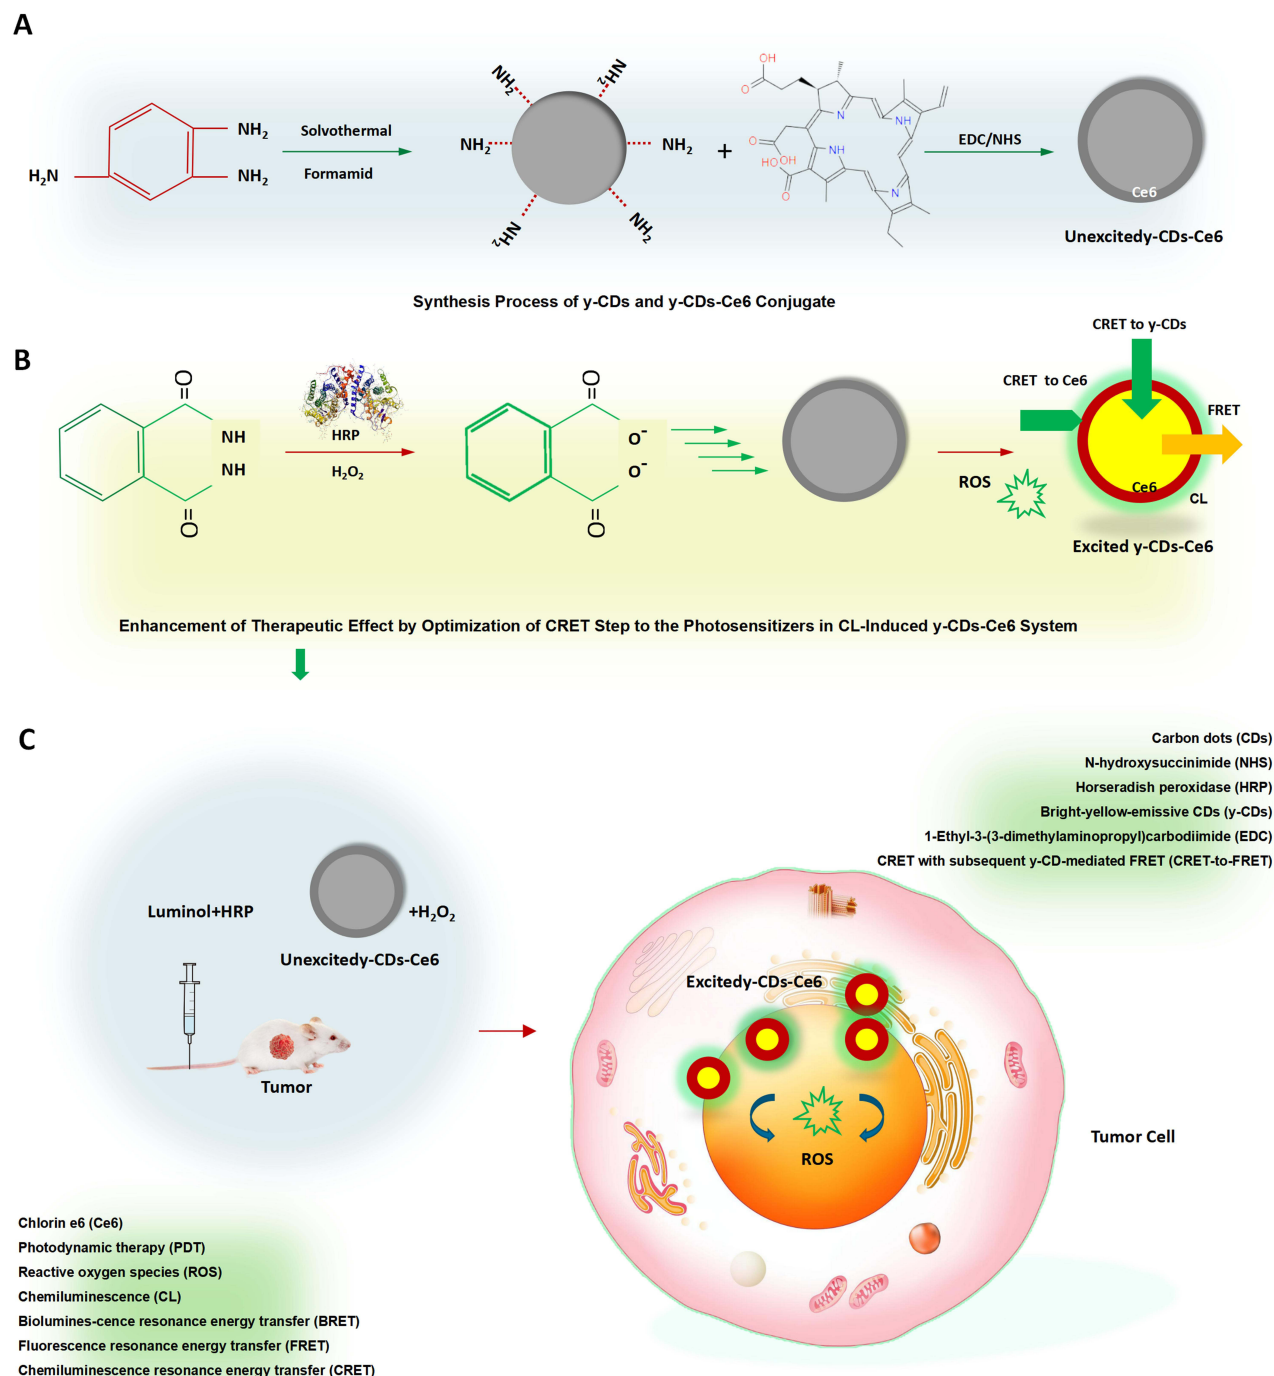 A
NH2
NH2
NH2
H2N
Solvothermal
Formamid
NH2
NH2
NH2
NH2
NH2
NH2
+
OH
O
O
OH
HO
O
N
NH
NH
N
EDC/NHS
Ce6
Unexcitedy-CDs-Ce6
Synthesis Process of y-CDs and y-CDs-Ce6 Conjugate
B
O
NH
NH
O
HRP
H2O2
O
O-
O-
O
ROS
CRET to y-CDs
CRET to Ce6
FRET
Ce6
CL
Excited y-CDs-Ce6
Enhancement of Therapeutic Effect by Optimization of CRET Step to the Photosensitizers in CL-Induced y-CDs-Ce6 System
C
Carbon dots (CDs)
N-hydroxysuccinimide (NHS)
Horseradish peroxidase (HRP)
Bright-yellow-emissive CDs (y-CDs)
1-Ethyl-3-(3-dimethylaminopropyl)carbodiimide (EDC)
CRET with subsequent y-CD-mediated FRET (CRET-to-FRET)
Luminol+HRP
+H2O2
Unexcitedy-CDs-Ce6
Tumor
Excitedy-CDs-Ce6
ROS
Tumor Cell
Chlorin e6 (Ce6)
Photodynamic therapy (PDT)
Reactive oxygen species (ROS)
Chemiluminescence (CL)
Biolumines-cence resonance energy transfer (BRET)
Fluorescence resonance energy transfer (FRET)
Chemiluminescence resonance energy transfer (CRET)